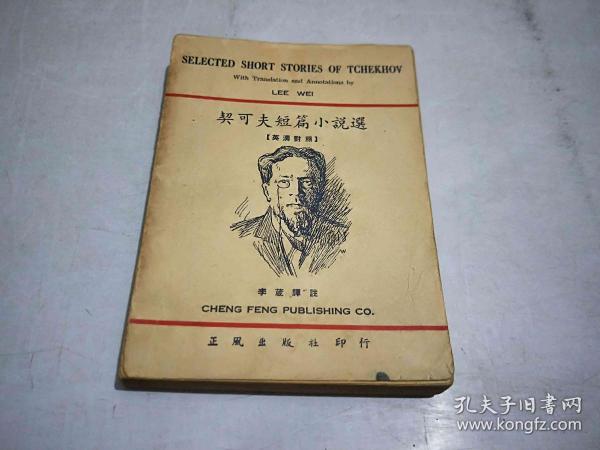 SELECTED SHORT STORIES OF TCHEKHOV
With Translation and Annotations by
LEE WEI
契可夫短篇小說選
【英漢對照】
李葳譯註
CHENG FENG PUBLISHING CO.
正風出版社印行
孔夫子旧书网
www.kongfz.com